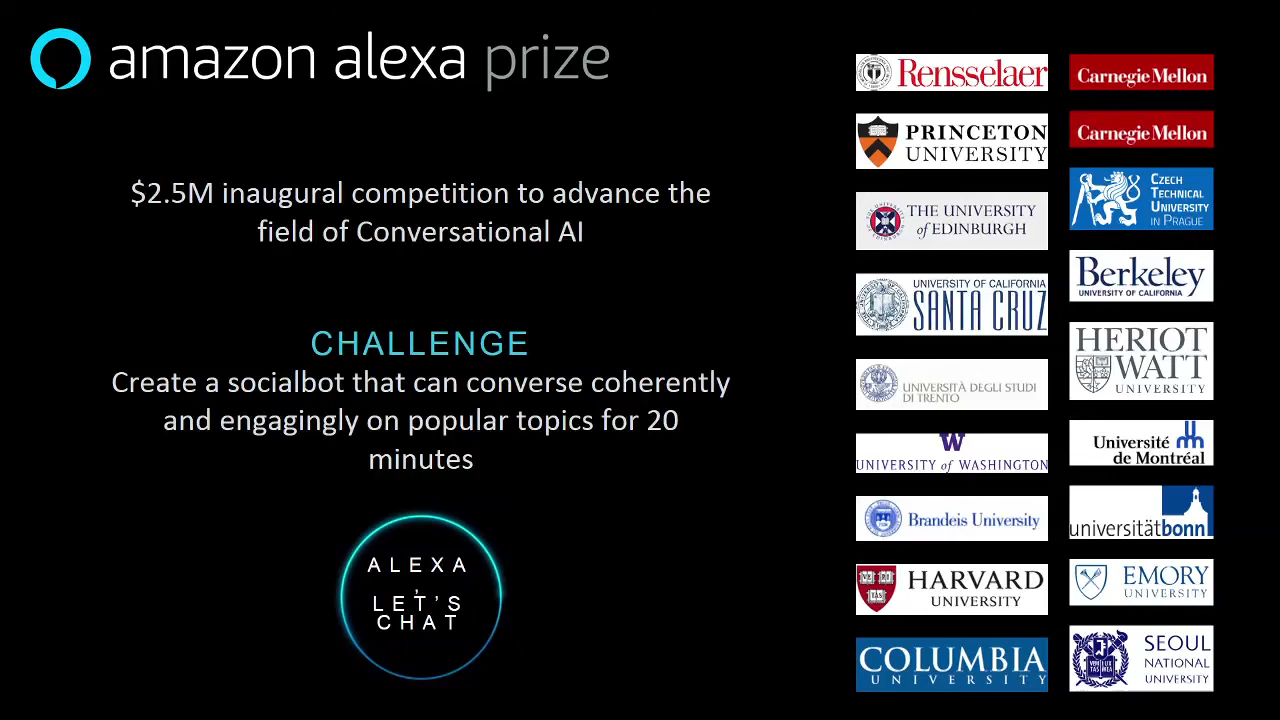 amazon alexa prize
$2.5M inaugural competition to advance the
field of Conversational AI
CHALLENGE
Create a socialbot that can converse coherently
and engagingly on popular topics for 20
minutes
ALEXA
,
LET'S
CHAT
Rensselaer
PRINCETON
UNIVERSITY
THE UNIVERSITY
of EDINBURGH
UNIVERSITY OF CALIFORNIA
SANTA CRUZ
UNIVERSITÀ DEGLI STUDI
DI TRENTO
W
UNIVERSITY of WASHINGTON
Brandeis University
VE RI
TAS
HARVARD
UNIVERSITY
COLUMBIA
UNIVERSITY
Carnegie Mellon
Carnegie Mellon
CZECH
TECHNICAL
UNIVERSITY
IN PRAGUE
Berkeley
UNIVERSITY OF CALIFORNIA
HERIOT
WATT
UNIVERSITY
Université
de Montréal
universitätbonn
EMORY
UNIVERSITY
SEOUL
NATIONAL
UNIVERSITY